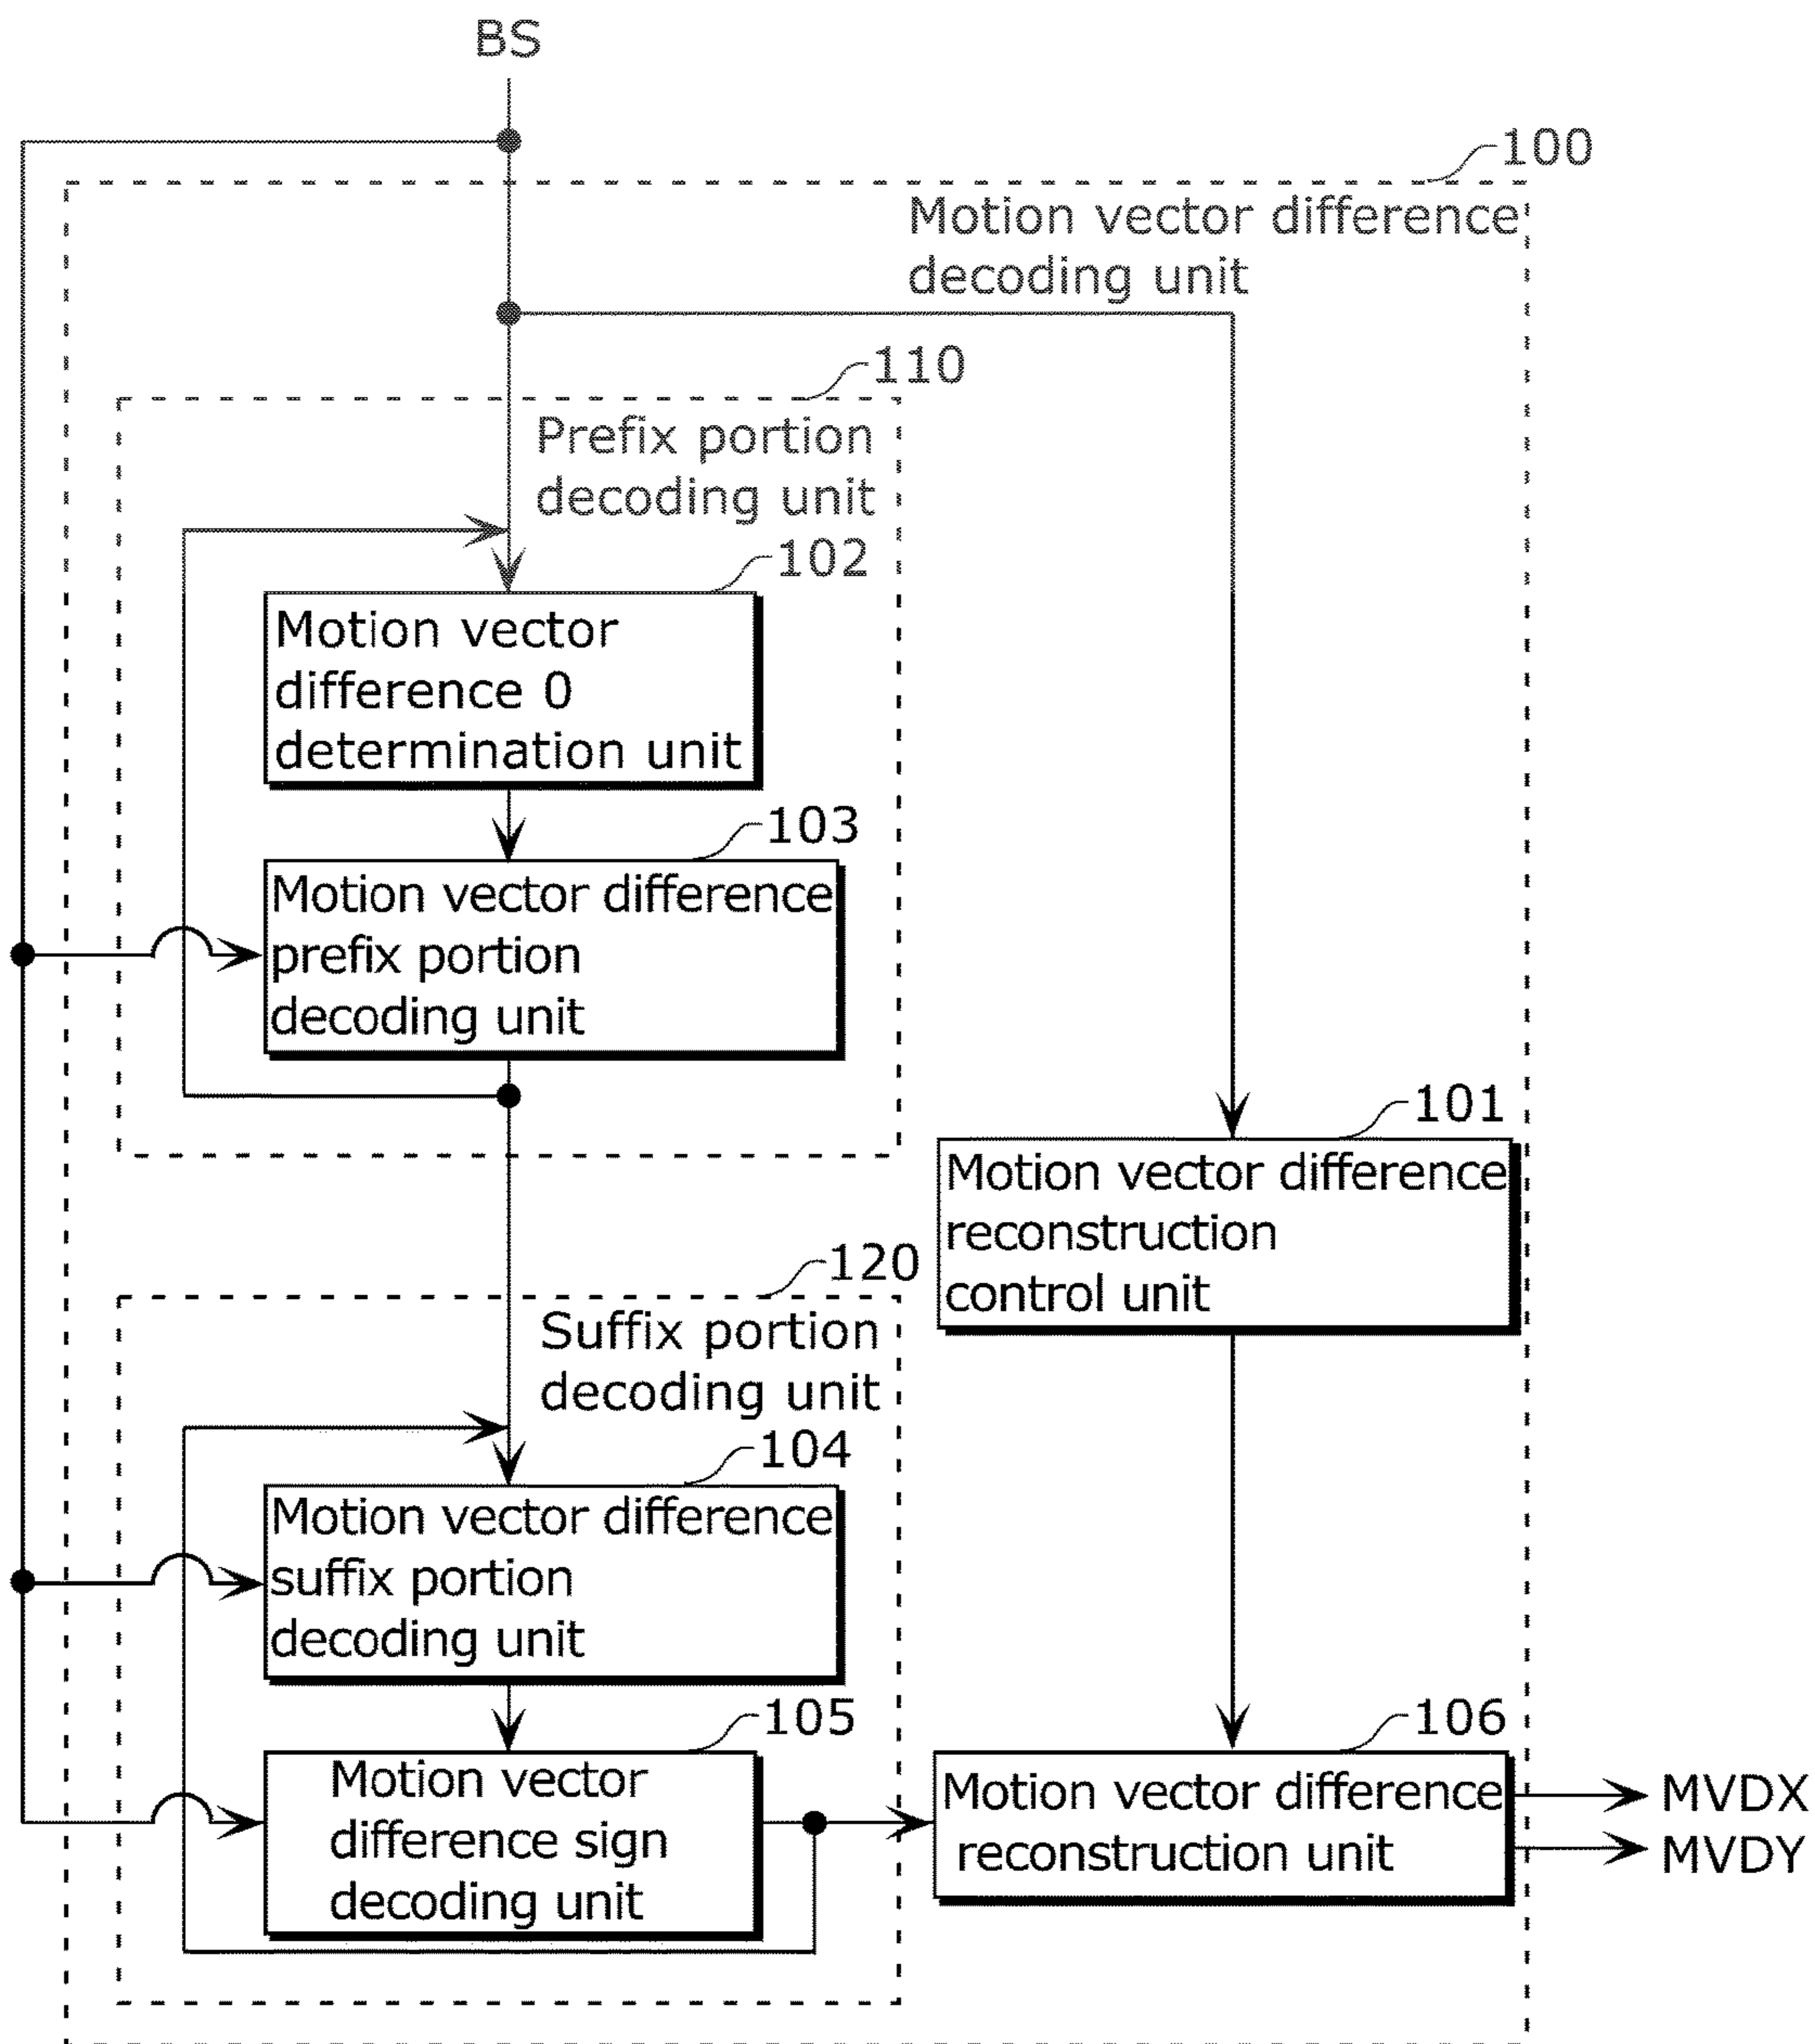 BS
100
Motion vector difference
decoding unit
110
Prefix portion
decoding unit
102
Motion vector
difference 0
determination unit
103
Motion vector difference
prefix portion
decoding unit
101
Motion vector difference
reconstruction
control unit
120
Suffix portion
decoding unit
104
Motion vector difference
suffix portion
decoding unit
105
Motion vector
difference sign
decoding unit
106
Motion vector difference
reconstruction unit
MVDX
MVDY